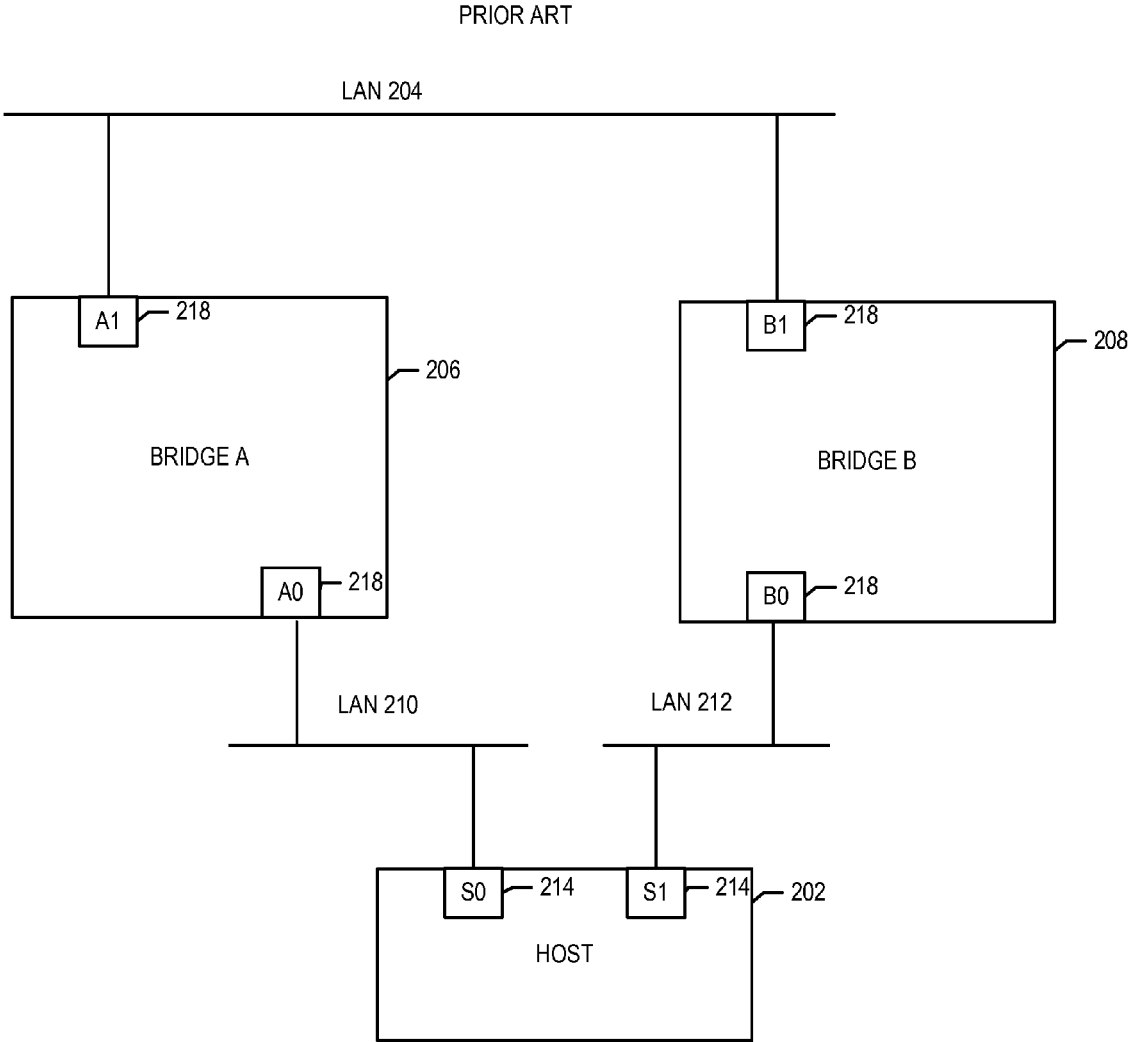 PRIOR ART
LAN 204
A1
218
B1
218
208
206
BRIDGE A
BRIDGE B
A0
218
B0
218
LAN 210
LAN 212
S0
214
S1
214
202
HOST